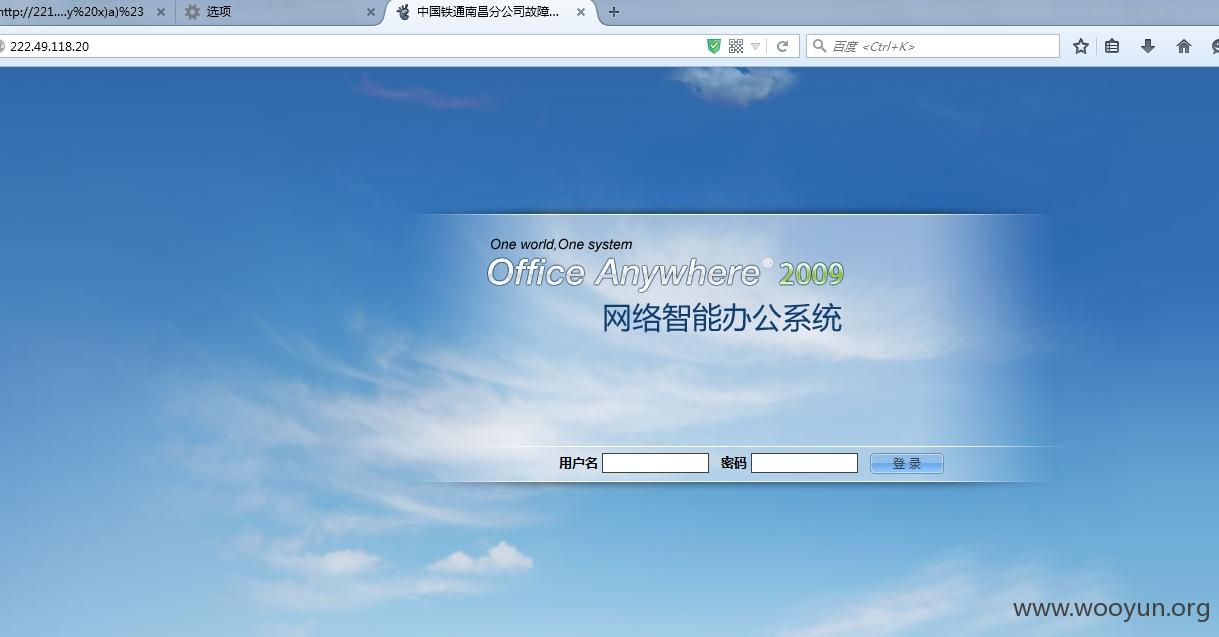 http://221....y%20x)a)%23
选项
中国铁通南昌分公司故障...
222.49.118.20
百度 <Ctrl+K>
One world,One system
Office Anywhere® 2009
网络智能办公系统
用户名
密码
登 录
www.wooyun.org